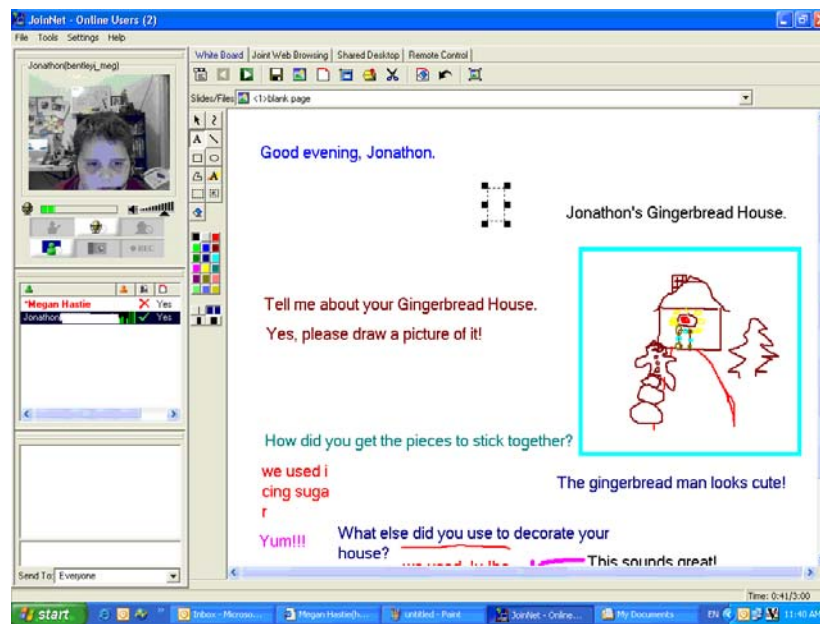 JoinNet - Online Users (2)
File Tools Settings Help
Jonathon(bentleyi_meg)
White Board Joint Web Browsing Shared Desktop Remote Control
Slides/Files <1>blank page
Good evening, Jonathon.
Jonathon's Gingerbread House.
REC
*Megan Hastie Yes
Jonathon Yes
Tell me about your Gingerbread House.
Yes, please draw a picture of it!
How did you get the pieces to stick together?
we used i
cing suga
r
The gingerbread man looks cute!
Yum!!!
What else did you use to decorate your
house?
we used
This sounds great!
Send To: Everyone
Time: 0:41/3:00
start
Inbox - Microso...
Megan Hastie(h...
untitled - Paint
JoinNet - Online...
My Documents
EN
11:40 AM